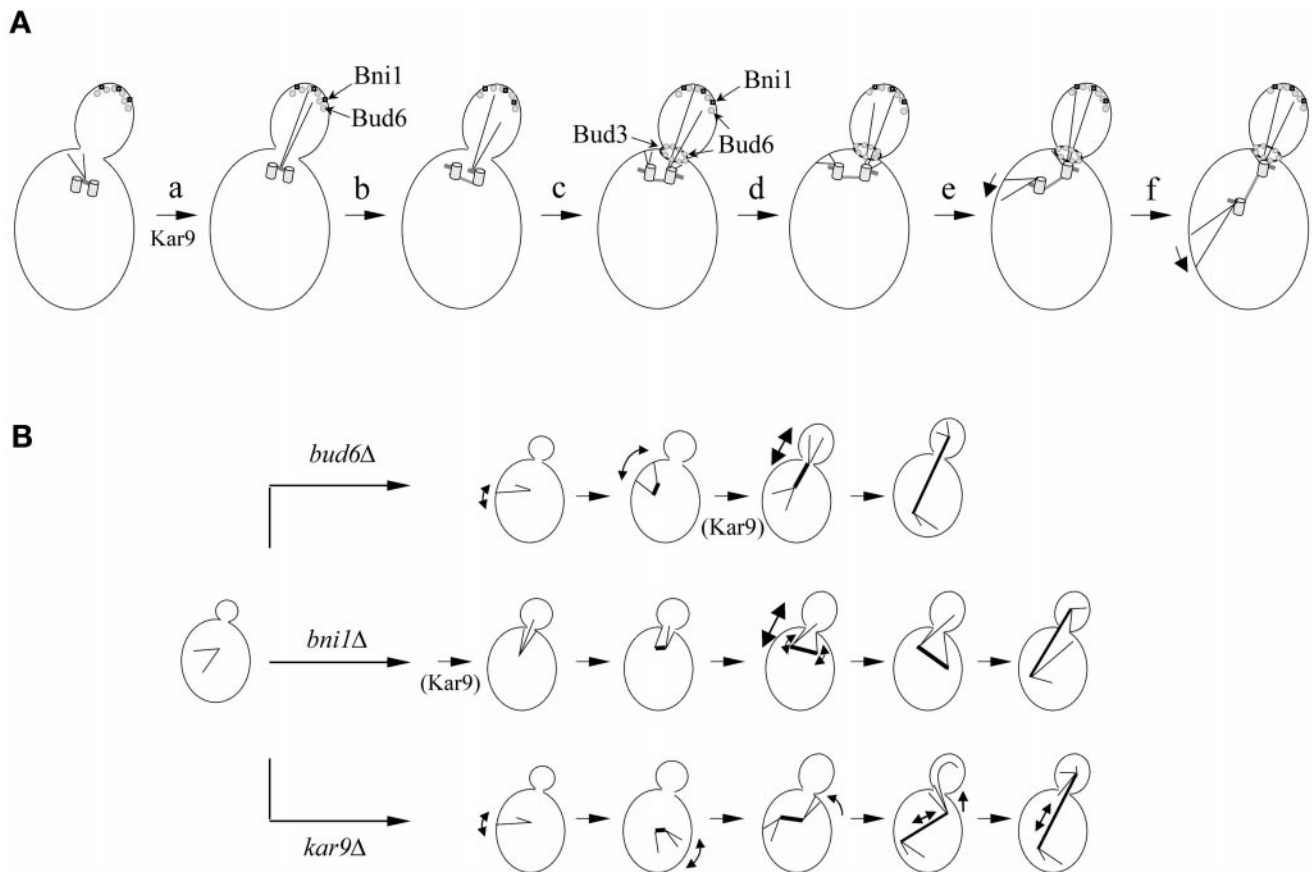 A
Bni1
Bud6
Bni1
Bud3
Bud6
a b c d e f
Kar9
B
bud6Δ
(Kar9)
bni1Δ
(Kar9)
kar9Δ